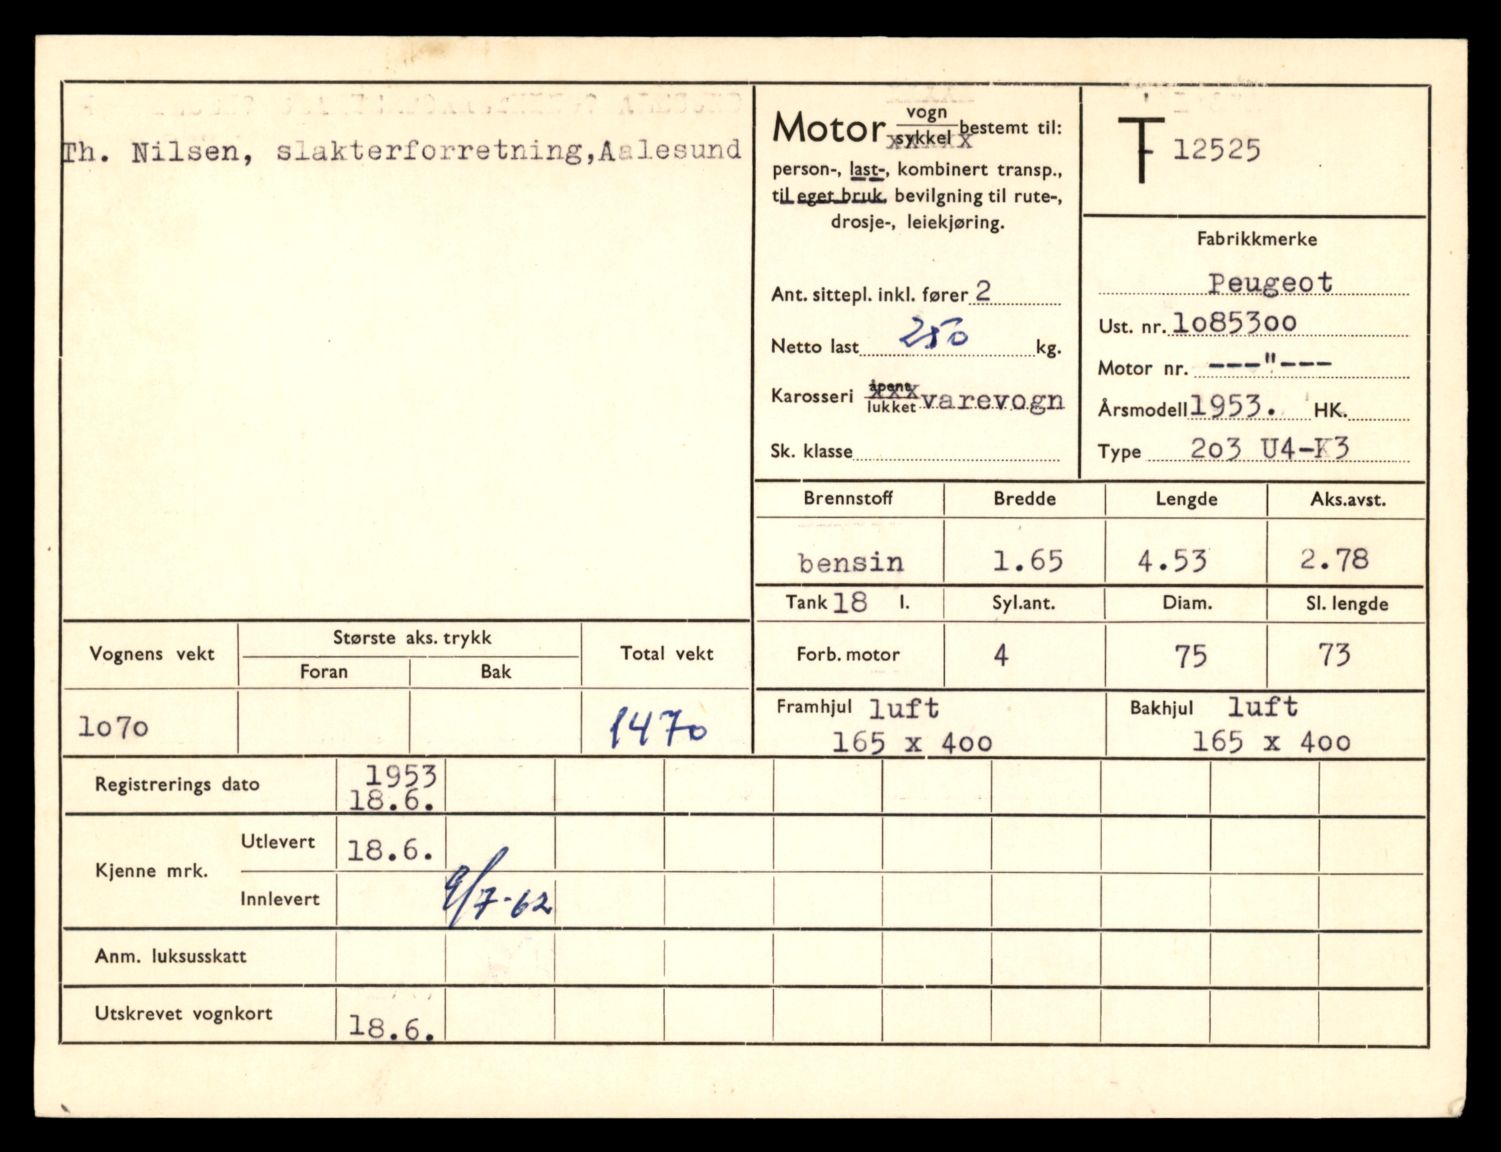 Th. Nilsen, slakterforretning,Aalesund
Motor vogn
sykkel bestemt til:
person-, last-, kombinert transp.,
til eget bruk, bevilgning til rute-,
drosje-, leiekjøring.
Ant. sittepl. inkl. fører 2
Netto last 250 kg.
Karosseri åpent
lukket varevogn
Sk. klasse
T - 12525
Fabrikkmerke
Peugeot
Ust. nr. 1o853oo
Motor nr. ---"---
Årsmodell 1953. HK.
Type 2o3 U4-K3
Brennstoff Bredde Lengde Aks.avst.
bensin 1.65 4.53 2.78
Tank 18 l. Syl.ant. Diam. Sl. lengde
Forb. motor 4 75 73
Framhjul luft Bakhjul luft
165 x 4oo 165 x 4oo
Vognens vekt Største aks. trykk Total vekt
Foran Bak
1o7o 1470
Registrerings dato 1953
18.6.
Kjenne mrk. Utlevert 18.6.
Innlevert 9/7-62
Anm. luksusskatt
Utskrevet vognkort 18.6.